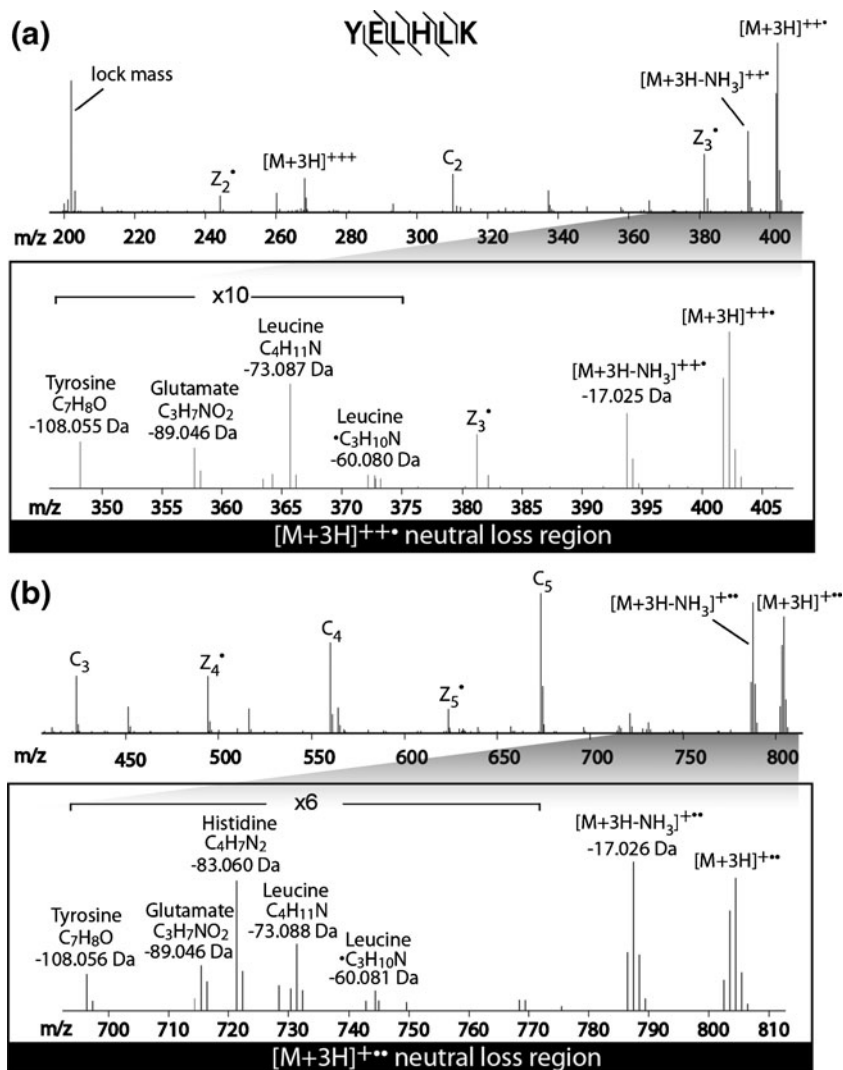 (a)
YELHLK
[M+3H]++•
lock mass
[M+3H-NH3]++•
Z3•
[M+3H]+++
C2
Z2•
m/z 200 220 240 260 280 300 320 340 360 380 400
x10
Leucine
C4H11N
-73.087 Da
[M+3H]++•
Tyrosine
C7H8O
-108.055 Da
Glutamate
C3H7NO2
-89.046 Da
[M+3H-NH3]++•
-17.025 Da
Leucine
•C3H10N
-60.080 Da
Z3•
m/z 350 355 360 365 370 375 380 385 390 395 400 405
[M+3H]++• neutral loss region
(b)
C5
[M+3H-NH3]+••
[M+3H]+••
C4
C3
Z4•
Z5•
m/z 450 500 550 600 650 700 750 800
x6
Histidine
C4H7N2
-83.060 Da
[M+3H-NH3]+••
-17.026 Da
[M+3H]+••
Tyrosine
C7H8O
-108.056 Da
Glutamate
C3H7NO2
-89.046 Da
Leucine
C4H11N
-73.088 Da
Leucine
•C3H10N
-60.081 Da
m/z 700 710 720 730 740 750 760 770 780 790 800 810
[M+3H]+•• neutral loss region